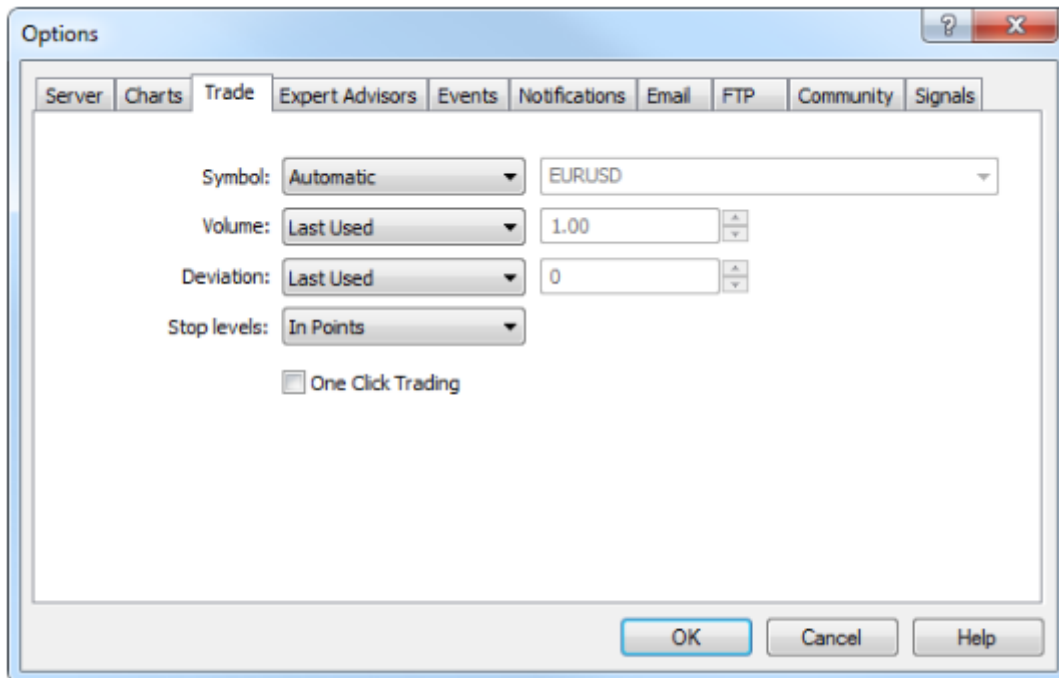 Options
Server Charts Trade Expert Advisors Events Notifications Email FTP Community Signals
Symbol: Automatic EURUSD
Volume: Last Used 1.00
Deviation: Last Used 0
Stop levels: In Points
One Click Trading
OK Cancel Help